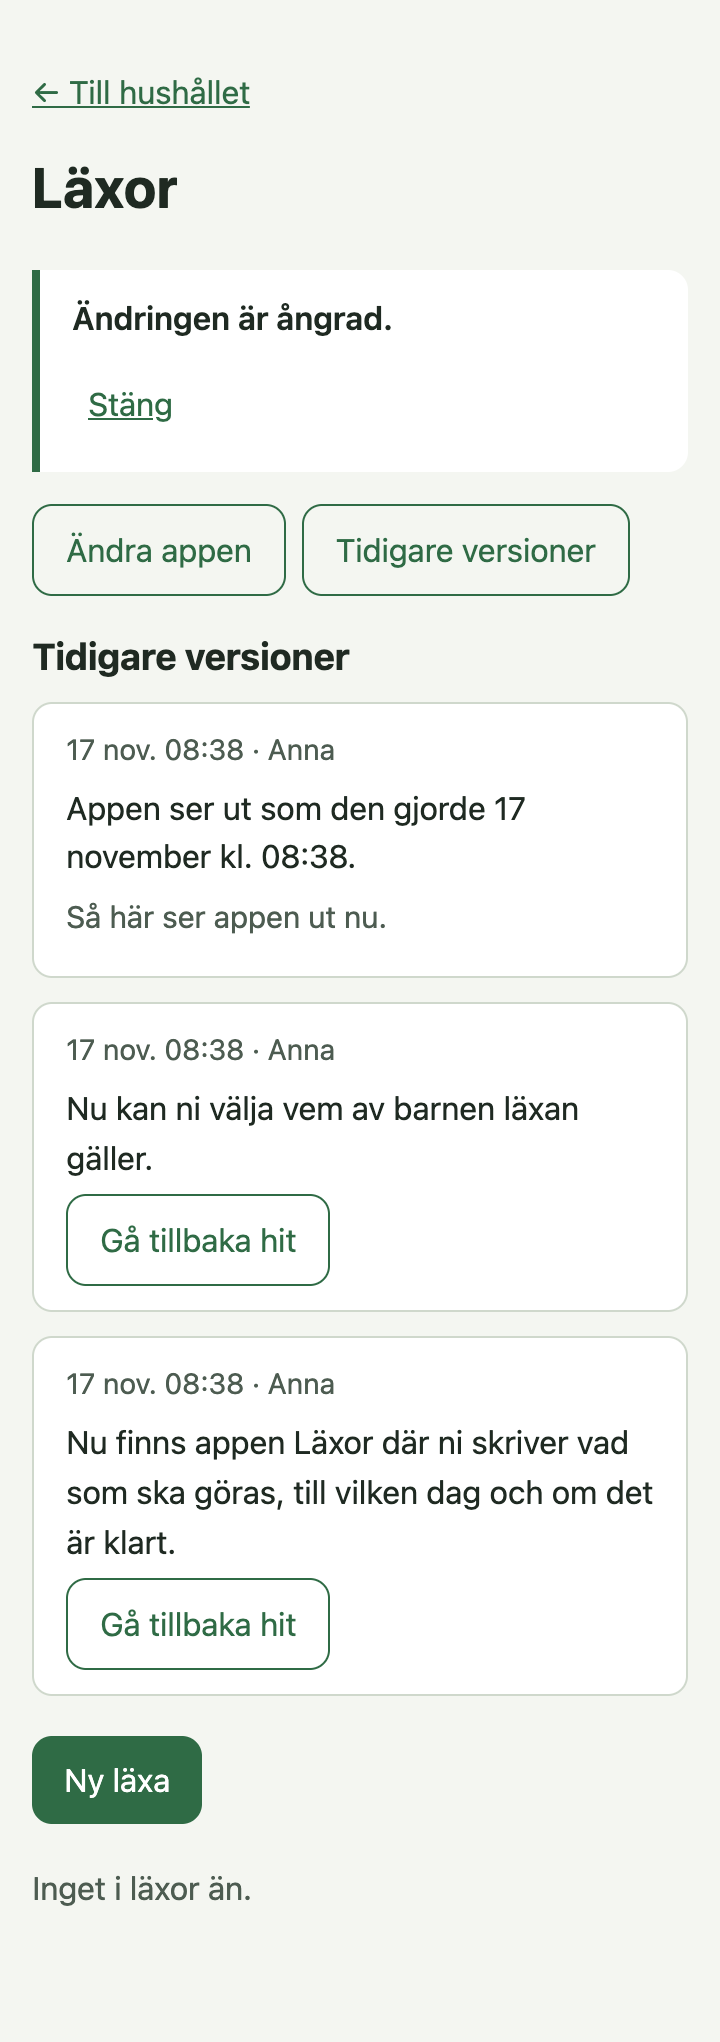 ← Till hushållet
Läxor
Ändringen är ångrad.
Stäng
Ändra appen
Tidigare versioner
Tidigare versioner
17 nov. 08:38 · Anna
Appen ser ut som den gjorde 17
november kl. 08:38.
Så här ser appen ut nu.
17 nov. 08:38 · Anna
Nu kan ni välja vem av barnen läxan
gäller.
Gå tillbaka hit
17 nov. 08:38 · Anna
Nu finns appen Läxor där ni skriver vad
som ska göras, till vilken dag och om det
är klart.
Gå tillbaka hit
Ny läxa
Inget i läxor än.